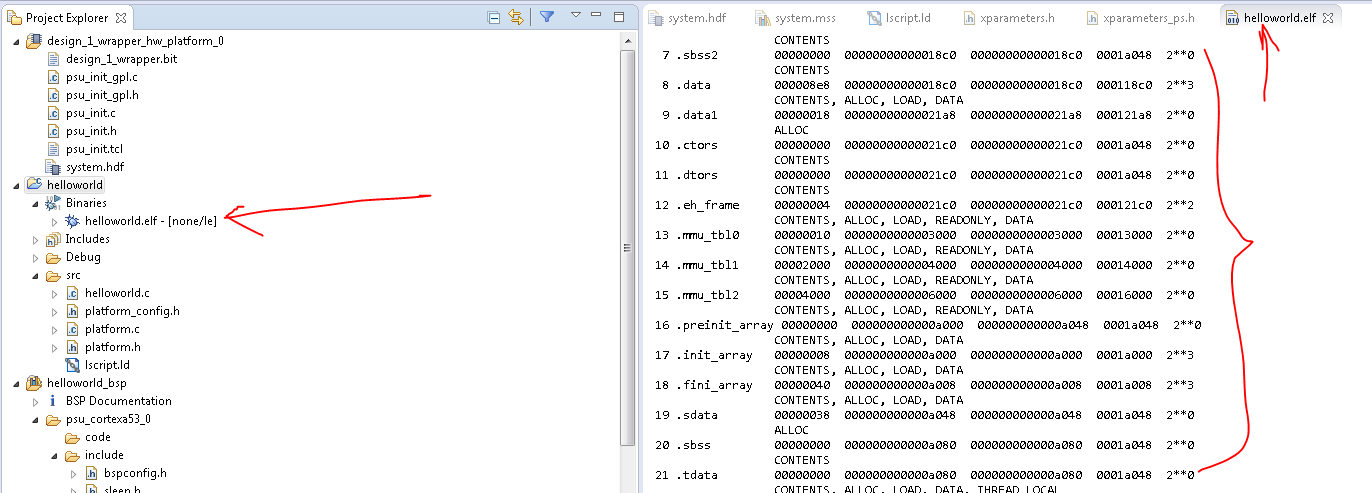 Project Explorer
design_1_wrapper_hw_platform_0
design_1_wrapper.bit
psu_init_gpl.c
psu_init_gpl.h
psu_init.c
psu_init.h
psu_init.tcl
system.hdf
helloworld
Binaries
helloworld.elf - [none/le]
Includes
Debug
src
helloworld.c
platform_config.h
platform.c
platform.h
lscript.ld
helloworld_bsp
BSP Documentation
psu_cortexa53_0
code
include
bspconfig.h
sleep.h
system.hdf system.mss lscript.ld xparameters.h xparameters_ps.h helloworld.elf
CONTENTS
7 .sbss2 00000000 00000000000018c0 00000000000018c0 0001a048 2**0
CONTENTS
8 .data 000008e8 00000000000018c0 00000000000018c0 000118c0 2**3
CONTENTS, ALLOC, LOAD, DATA
9 .data1 00000018 00000000000021a8 00000000000021a8 000121a8 2**0
ALLOC
10 .ctors 00000000 00000000000021c0 00000000000021c0 0001a048 2**0
CONTENTS
11 .dtors 00000000 00000000000021c0 00000000000021c0 0001a048 2**0
CONTENTS
12 .eh_frame 00000004 00000000000021c0 00000000000021c0 000121c0 2**2
CONTENTS, ALLOC, LOAD, READONLY, DATA
13 .mmu_tbl0 00000010 0000000000003000 0000000000003000 00013000 2**0
CONTENTS, ALLOC, LOAD, READONLY, DATA
14 .mmu_tbl1 00002000 0000000000004000 0000000000004000 00014000 2**0
CONTENTS, ALLOC, LOAD, READONLY, DATA
15 .mmu_tbl2 00004000 0000000000006000 0000000000006000 00016000 2**0
CONTENTS, ALLOC, LOAD, READONLY, DATA
16 .preinit_array 00000000 000000000000a000 000000000000a048 0001a048 2**0
CONTENTS, ALLOC, LOAD, DATA
17 .init_array 00000008 000000000000a000 000000000000a000 0001a000 2**3
CONTENTS, ALLOC, LOAD, DATA
18 .fini_array 00000040 000000000000a008 000000000000a008 0001a008 2**3
CONTENTS, ALLOC, LOAD, DATA
19 .sdata 00000038 000000000000a048 000000000000a048 0001a048 2**0
ALLOC
20 .sbss 00000000 000000000000a080 000000000000a080 0001a048 2**0
CONTENTS
21 .tdata 00000000 000000000000a080 000000000000a080 0001a048 2**0
CONTENTS, ALLOC, LOAD, DATA, THREAD_LOCAL